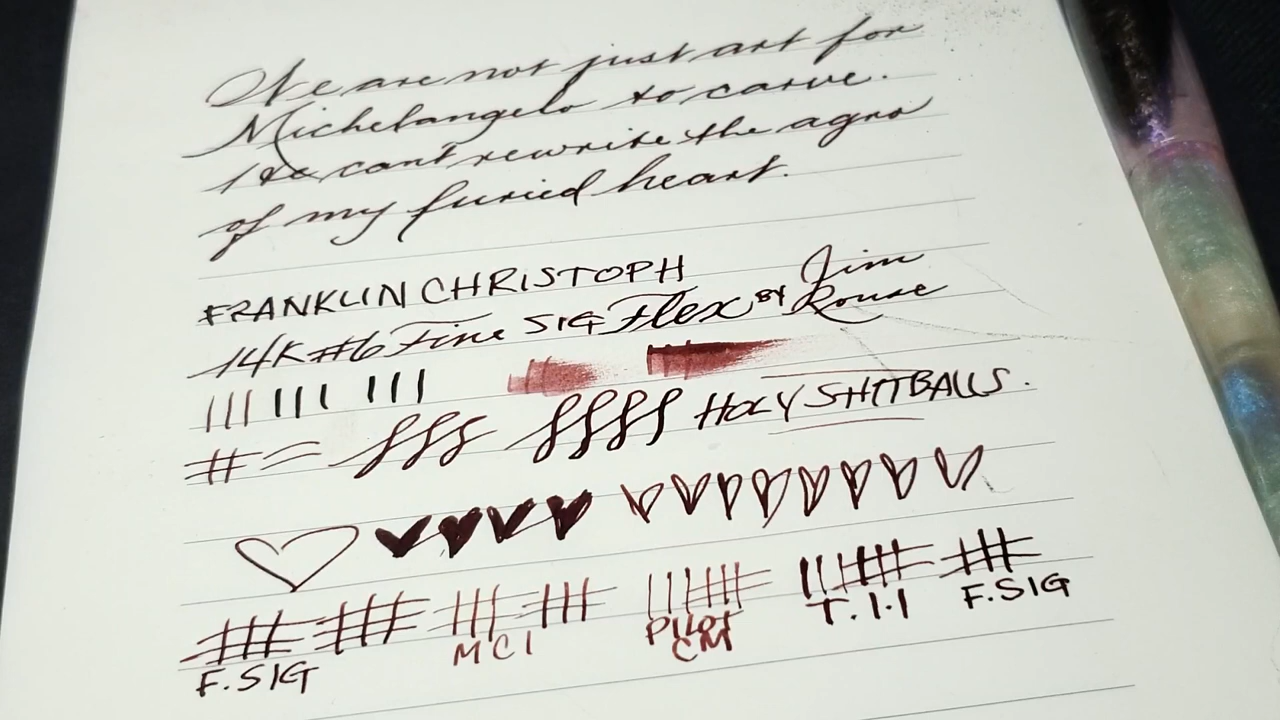 We are not just art for
Michelangelo to carve.
He cant rewrite the agro
of my furied heart.
FRANKLIN CHRISTOPH
14K #6 Fine SIG Flex BY Jim Rouse
HOLY SHITBALLS.
F.SIG MCI PILOT CM T.1.1 F.SIG